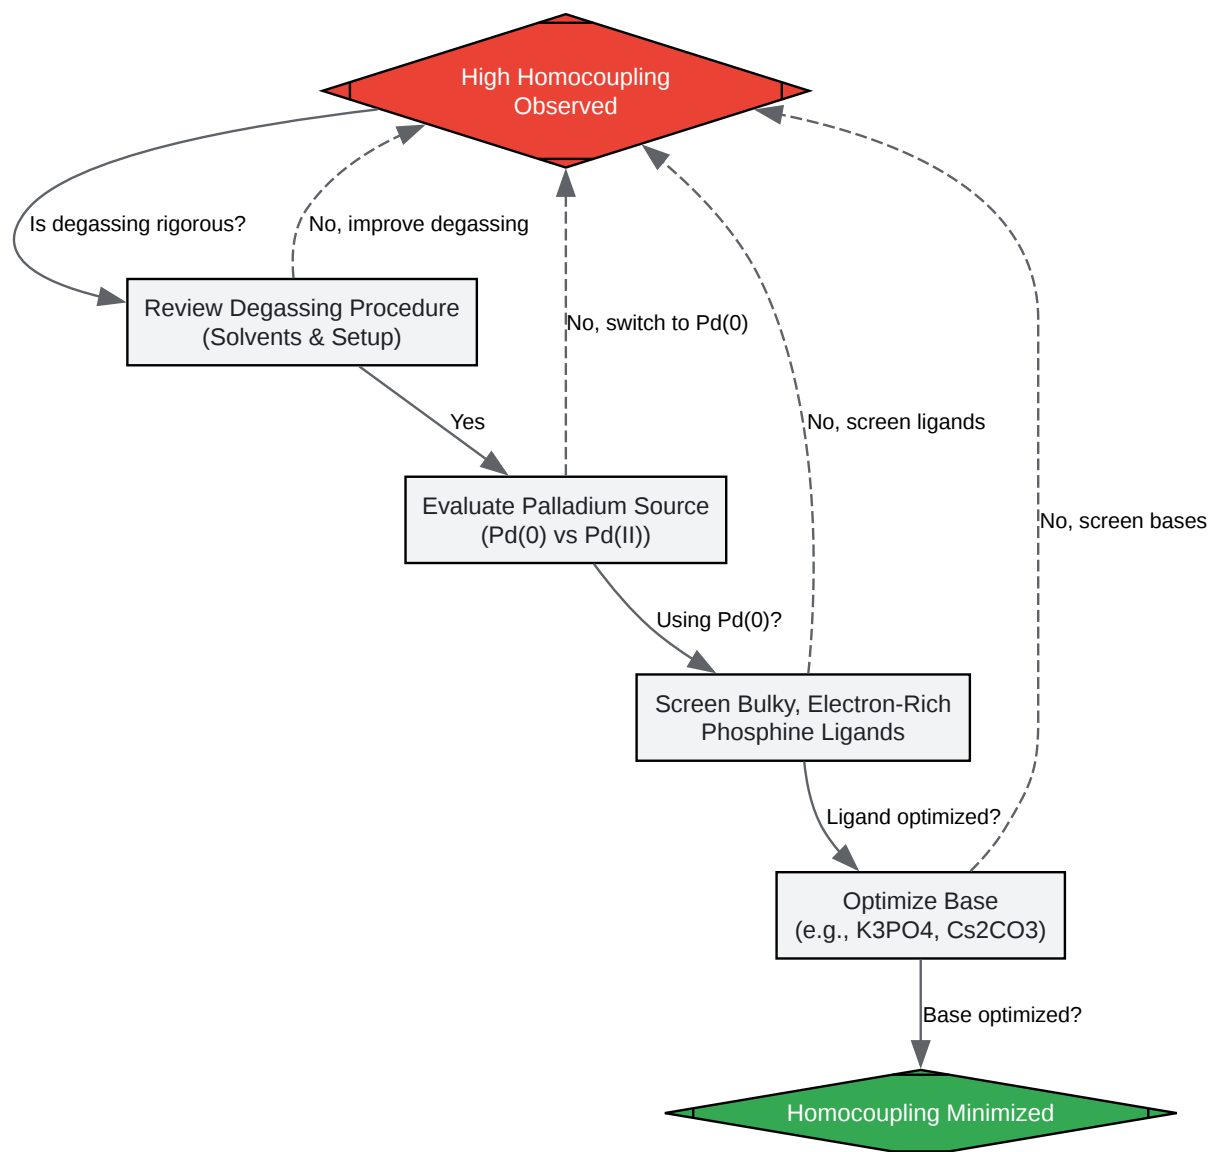 High Homocoupling
Observed
Is degassing rigorous?
No, improve degassing
Review Degassing Procedure
(Solvents & Setup)
No, switch to Pd(0)
Yes
No, screen ligands
Evaluate Palladium Source
(Pd(0) vs Pd(II))
No, screen bases
Using Pd(0)?
Screen Bulky, Electron-Rich
Phosphine Ligands
Ligand optimized?
Optimize Base
(e.g., K3PO4, Cs2CO3)
Base optimized?
Homocoupling Minimized